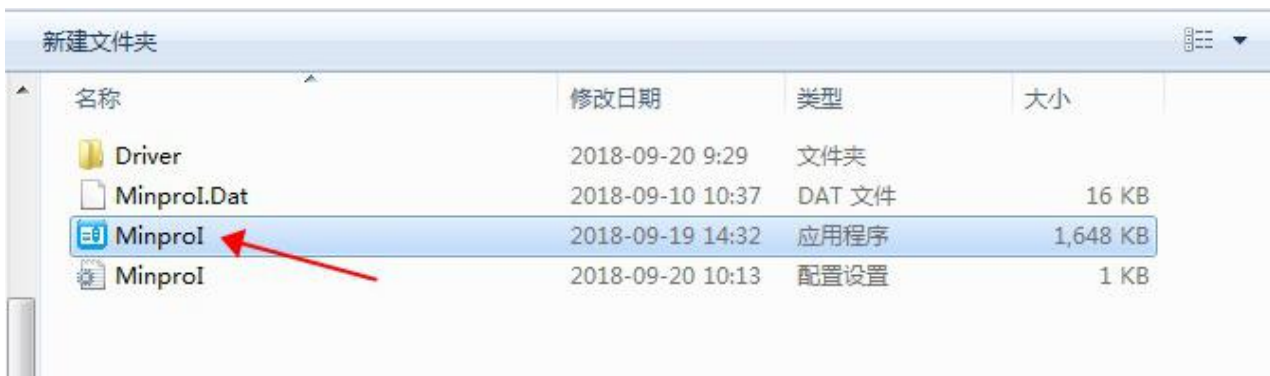 新建文件夹
名称 修改日期 类型 大小
Driver 2018-09-20 9:29 文件夹
MinproI.Dat 2018-09-10 10:37 DAT 文件 16 KB
MinproI 2018-09-19 14:32 应用程序 1,648 KB
MinproI 2018-09-20 10:13 配置设置 1 KB